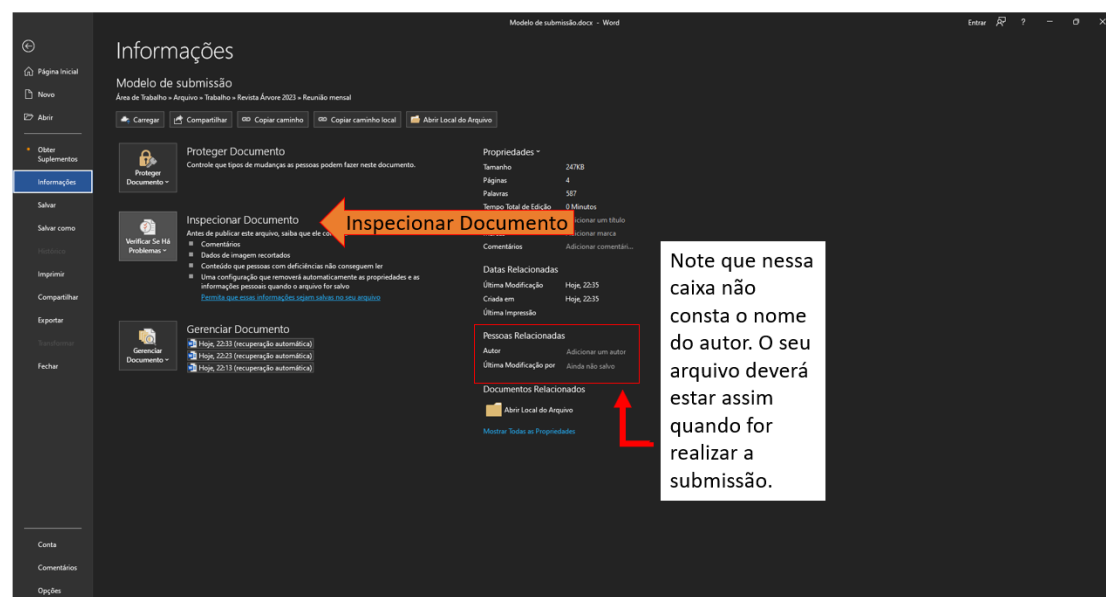 Modelo de submissão.docx - Word
Entrar
?
Informações
Página Inicial
Novo
Abrir
Obter
Suplementos
Informações
Salvar
Salvar como
Histórico
Imprimir
Compartilhar
Exportar
Transformar
Fechar
Conta
Comentários
Opções
Modelo de submissão
Área de Trabalho » Arquivo » Trabalho » Revista Árvore 2023 » Reunião mensal
Carregar
Compartilhar
Copiar caminho
Copiar caminho local
Abrir Local do Arquivo
Proteger
Documento
Proteger Documento
Controle que tipos de mudanças as pessoas podem fazer neste documento.
Verificar Se Há
Problemas
Inspecionar Documento
Antes de publicar este arquivo, saiba que ele
Comentários
Dados de imagem recortados
Conteúdo que pessoas com deficiências não conseguem ler
Uma configuração que removerá automaticamente as propriedades e as
informações pessoais quando o arquivo for salvo
Permita que essas informações sejam salvas no seu arquivo
Inspecionar Documento
Gerenciar
Documento
Gerenciar Documento
Hoje, 22:33 (recuperação automática)
Hoje, 22:23 (recuperação automática)
Hoje, 22:13 (recuperação automática)
Propriedades
Tamanho 247KB
Páginas 4
Palavras 587
Tempo Total de Edição 0 Minutos
um título
marca
Comentários Adicionar comentári...
Datas Relacionadas
Última Modificação Hoje, 22:35
Criada em Hoje, 22:35
Última Impressão
Pessoas Relacionadas
Autor Adicionar um autor
Última Modificação por Ainda não salvo
Documentos Relacionados
Abrir Local do Arquivo
Mostrar Todas as Propriedades
Note que nessa
caixa não
consta o nome
do autor. O seu
arquivo deverá
estar assim
quando for
realizar a
submissão.